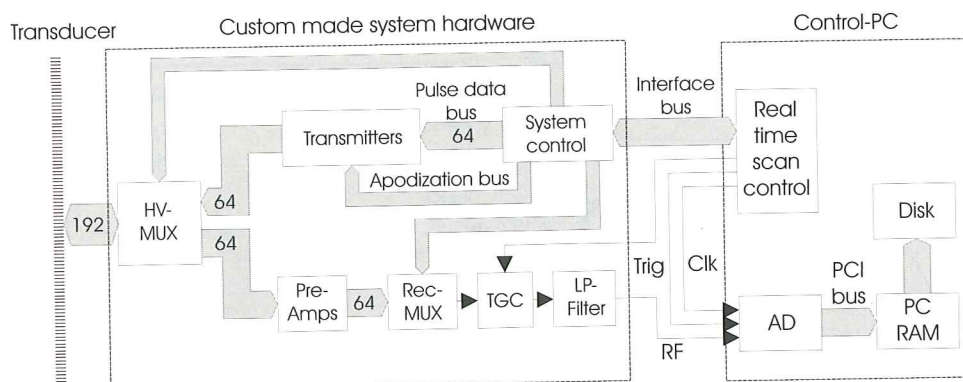 Transducer
Custom made system hardware
Control-PC
Pulse data
bus
Interface
bus
Transmitters
64
System
control
Real
time
scan
control
Apodization bus
64
192
HV-
MUX
64
Disk
Trig
Clk
PCI
bus
Pre-
Amps
64
Rec-
MUX
TGC
LP-
Filter
AD
PC
RAM
RF